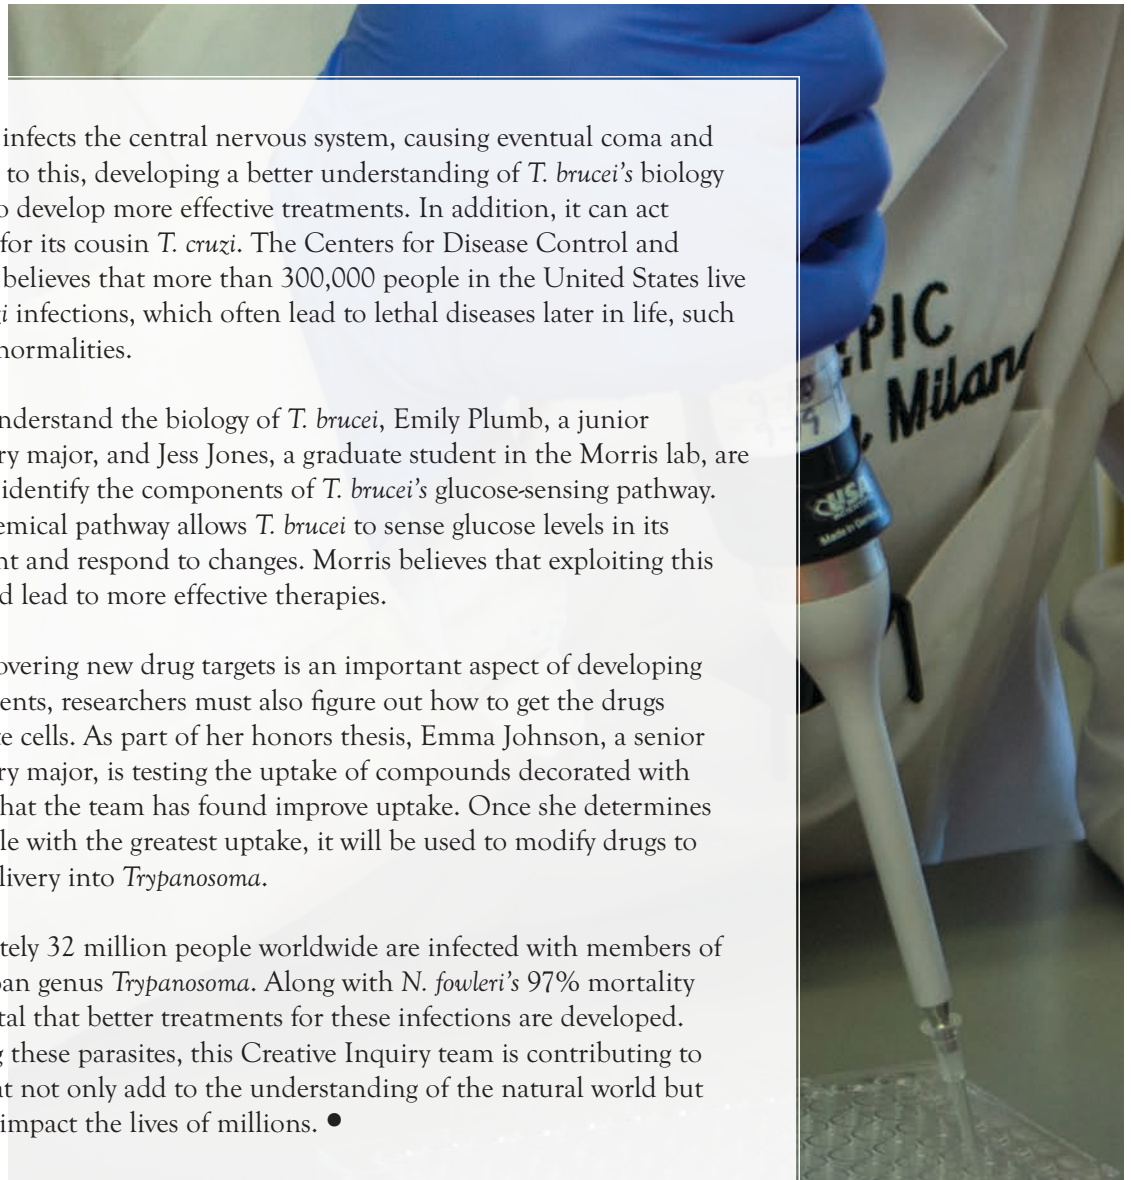 infects the central nervous system, causing eventual coma and
to this, developing a better understanding of T. brucei's biology
o develop more effective treatments. In addition, it can act
for its cousin T. cruzi. The Centers for Disease Control and
believes that more than 300,000 people in the United States live
i infections, which often lead to lethal diseases later in life, such
normalities.
nderstand the biology of T. brucei, Emily Plumb, a junior
ry major, and Jess Jones, a graduate student in the Morris lab, are
identify the components of T. brucei's glucose-sensing pathway.
emical pathway allows T. brucei to sense glucose levels in its
nt and respond to changes. Morris believes that exploiting this
d lead to more effective therapies.
overing new drug targets is an important aspect of developing
ents, researchers must also figure out how to get the drugs
te cells. As part of her honors thesis, Emma Johnson, a senior
ry major, is testing the uptake of compounds decorated with
hat the team has found improve uptake. Once she determines
le with the greatest uptake, it will be used to modify drugs to
livery into Trypanosoma.
tely 32 million people worldwide are infected with members of
an genus Trypanosoma. Along with N. fowleri's 97% mortality
tal that better treatments for these infections are developed.
g these parasites, this Creative Inquiry team is contributing to
at not only add to the understanding of the natural world but
impact the lives of millions. ●
EPIC
Milano
USA